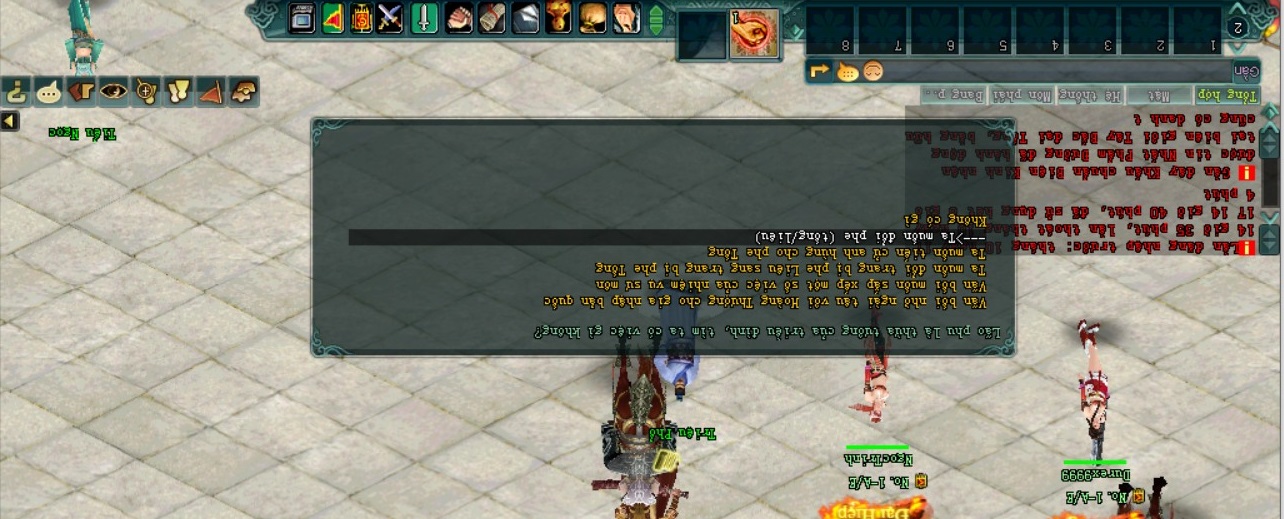 Đại Hiệp
No. 1-A/E
Durex9999
No. 1-A/E
NgocTrinh
Triệu Phổ
Lão phu là thừa tướng của triều đình, tìm ta có việc gì không?
Vãn bối nhờ ngài tâu với Hoàng Thượng cho gia nhập bản quốc
Vãn bối muốn sắp xếp một số việc của nhiệm vụ sư môn
Ta muốn đổi trang bị phe Liêu sang trang bị phe Tống
Ta muốn tiến cử anh hùng cho phe Tống
--->Ta muốn đổi phe (tống/liêu)
Không có gì
Lần đăng nhập trước: tháng
14 giờ 35 phút, lần thoát
17 14 giờ 40 phút, đã sử dụng
4 phút
Gần đây Khấu chuẩn Biện Kinh nhận
được tin Nhất Phẩm Đường đã hành động
tại biên giới Tây Bắc đại Tống, bằng hữu
cũng có danh t
Tiểu Ngọc
Tổng hợp Mật Hệ thống Môn phái Bang p..
Gần
1 2 3 4 5 6 7 8
2
1